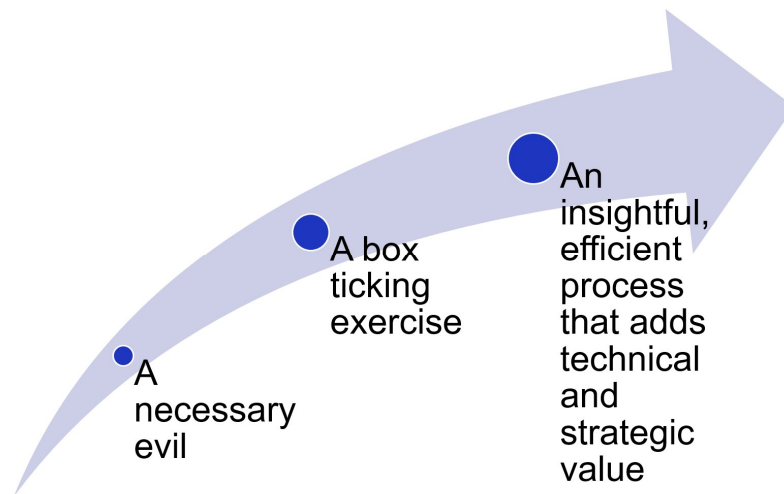 A
necessary
evil
A box
ticking
exercise
An
insightful,
efficient
process
that adds
technical
and
strategic
value